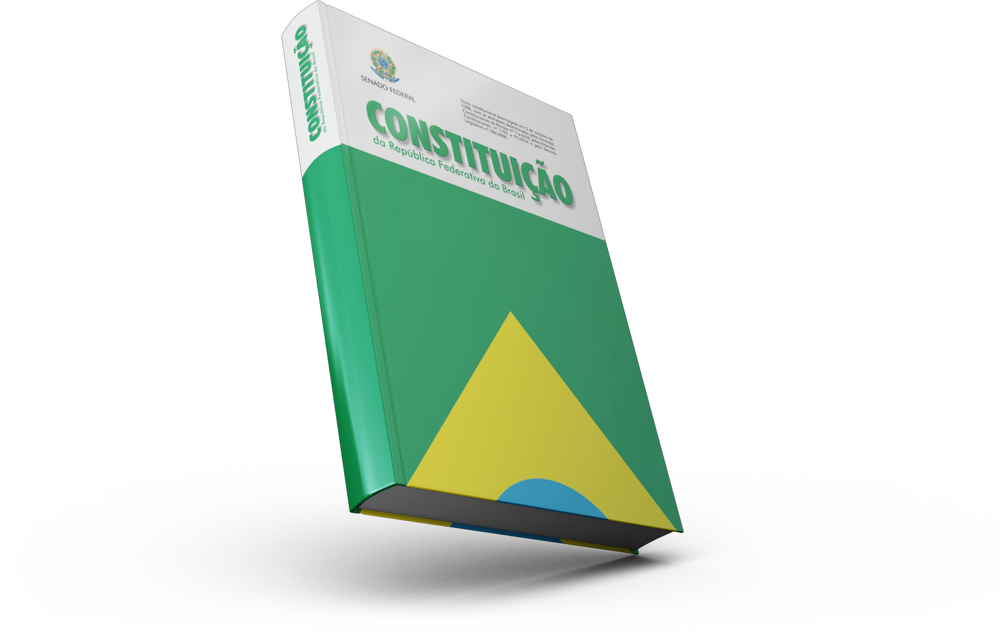 CONSTITUIÇÃO
da República Federativa do Brasil
SENADO FEDERAL
Texto constitucional promulgado em 5 de outubro de
1988, com as alterações determinadas pelas Emendas
Constitucionais de Revisão nºs 1 a 6/94, pelas Emendas
Constitucionais nºs 1/92 a 91/2016 e pelo Decreto
Legislativo nº 186/2008.
CONSTITUIÇÃO
da República Federativa do Brasil